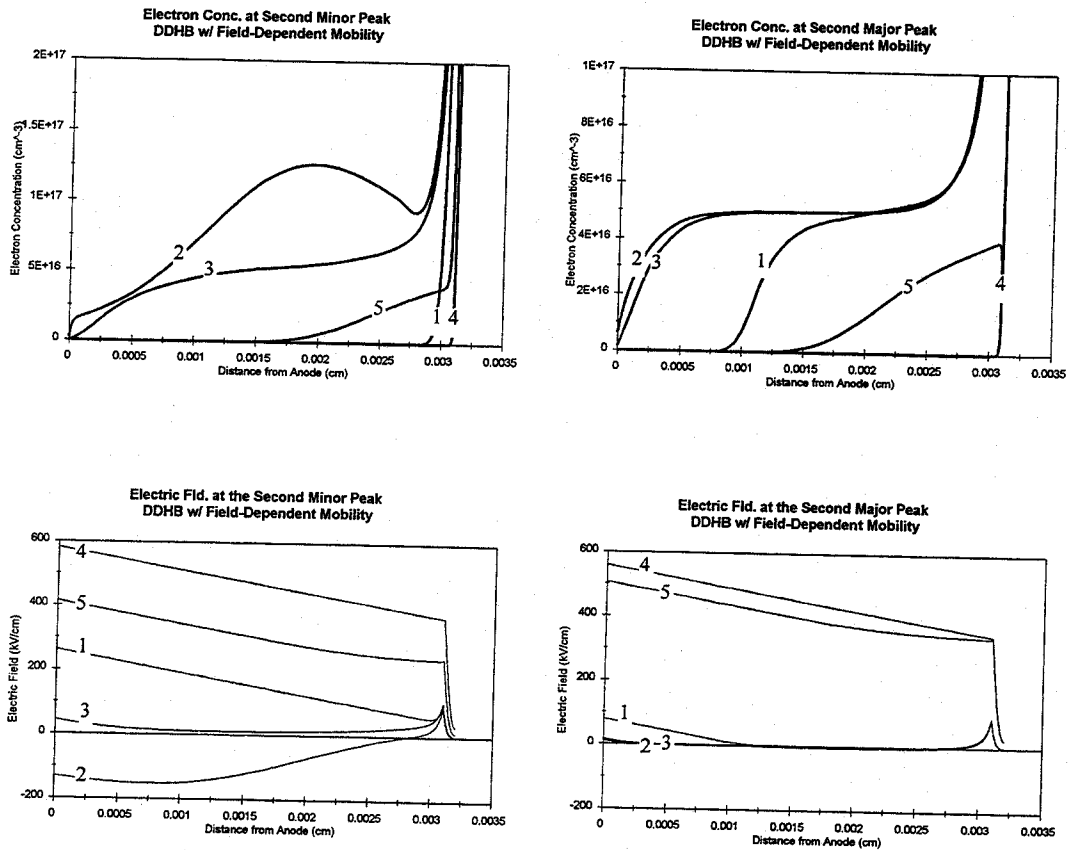 Electron Conc. at Second Minor Peak
DDHB w/ Field-Dependent Mobility
2E+17
1.5E+17
1E+17
5E+16
0
Electron Concentration (cm^-3)
2
3
5
1
4
0
0.0005
0.001
0.0015
0.002
0.0025
0.003
0.0035
Distance from Anode (cm)
Electron Conc. at Second Major Peak
DDHB w/ Field-Dependent Mobility
1E+17
8E+16
6E+16
4E+16
2E+16
0
Electron Concentration (cm^-3)
2
3
1
5
4
0
0.0005
0.001
0.0015
0.002
0.0025
0.003
0.0035
Distance from Anode (cm)
Electric Fld. at the Second Minor Peak
DDHB w/ Field-Dependent Mobility
600
400
200
0
-200
Electric Field (kV/cm)
4
5
1
3
2
0
0.0005
0.001
0.0015
0.002
0.0025
0.003
0.0035
Distance from Anode (cm)
Electric Fld. at the Second Major Peak
DDHB w/ Field-Dependent Mobility
600
400
200
0
-200
Electric Field (kV/cm)
4
5
1
2
3
0
0.0005
0.001
0.0015
0.002
0.0025
0.003
0.0035
Distance from Anode (cm)